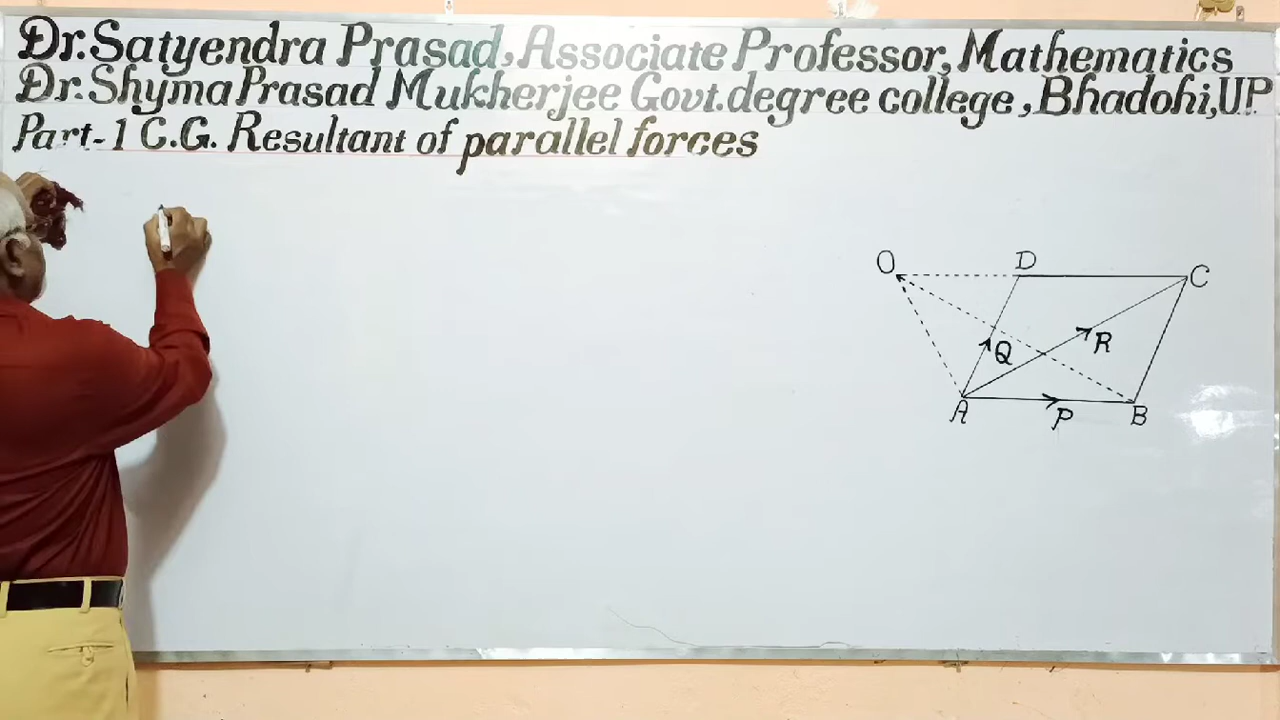 Dr. Satyendra Prasad, Associate Professor, Mathematics
Dr. Shyma Prasad Mukherjee Govt. degree college, Bhadohi, U.P.
Part-1 C.G. Resultant of parallel forces
O D C
Q R
A P B